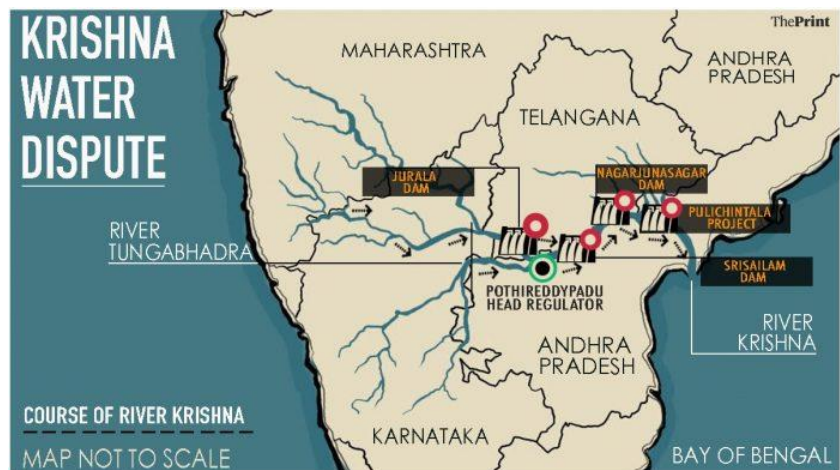 KRISHNA
WATER
DISPUTE
ThePrint
MAHARASHTRA
ANDHRA
PRADESH
TELANGANA
JURALA
DAM
NAGARJUNASAGAR
DAM
PULICHINTALA
PROJECT
RIVER
TUNGABHADRA
SRISAILAM
DAM
POTHIREDDYPADU
HEAD REGULATOR
RIVER
KRISHNA
ANDHRA
PRADESH
COURSE OF RIVER KRISHNA
KARNATAKA
MAP NOT TO SCALE
BAY OF BENGAL